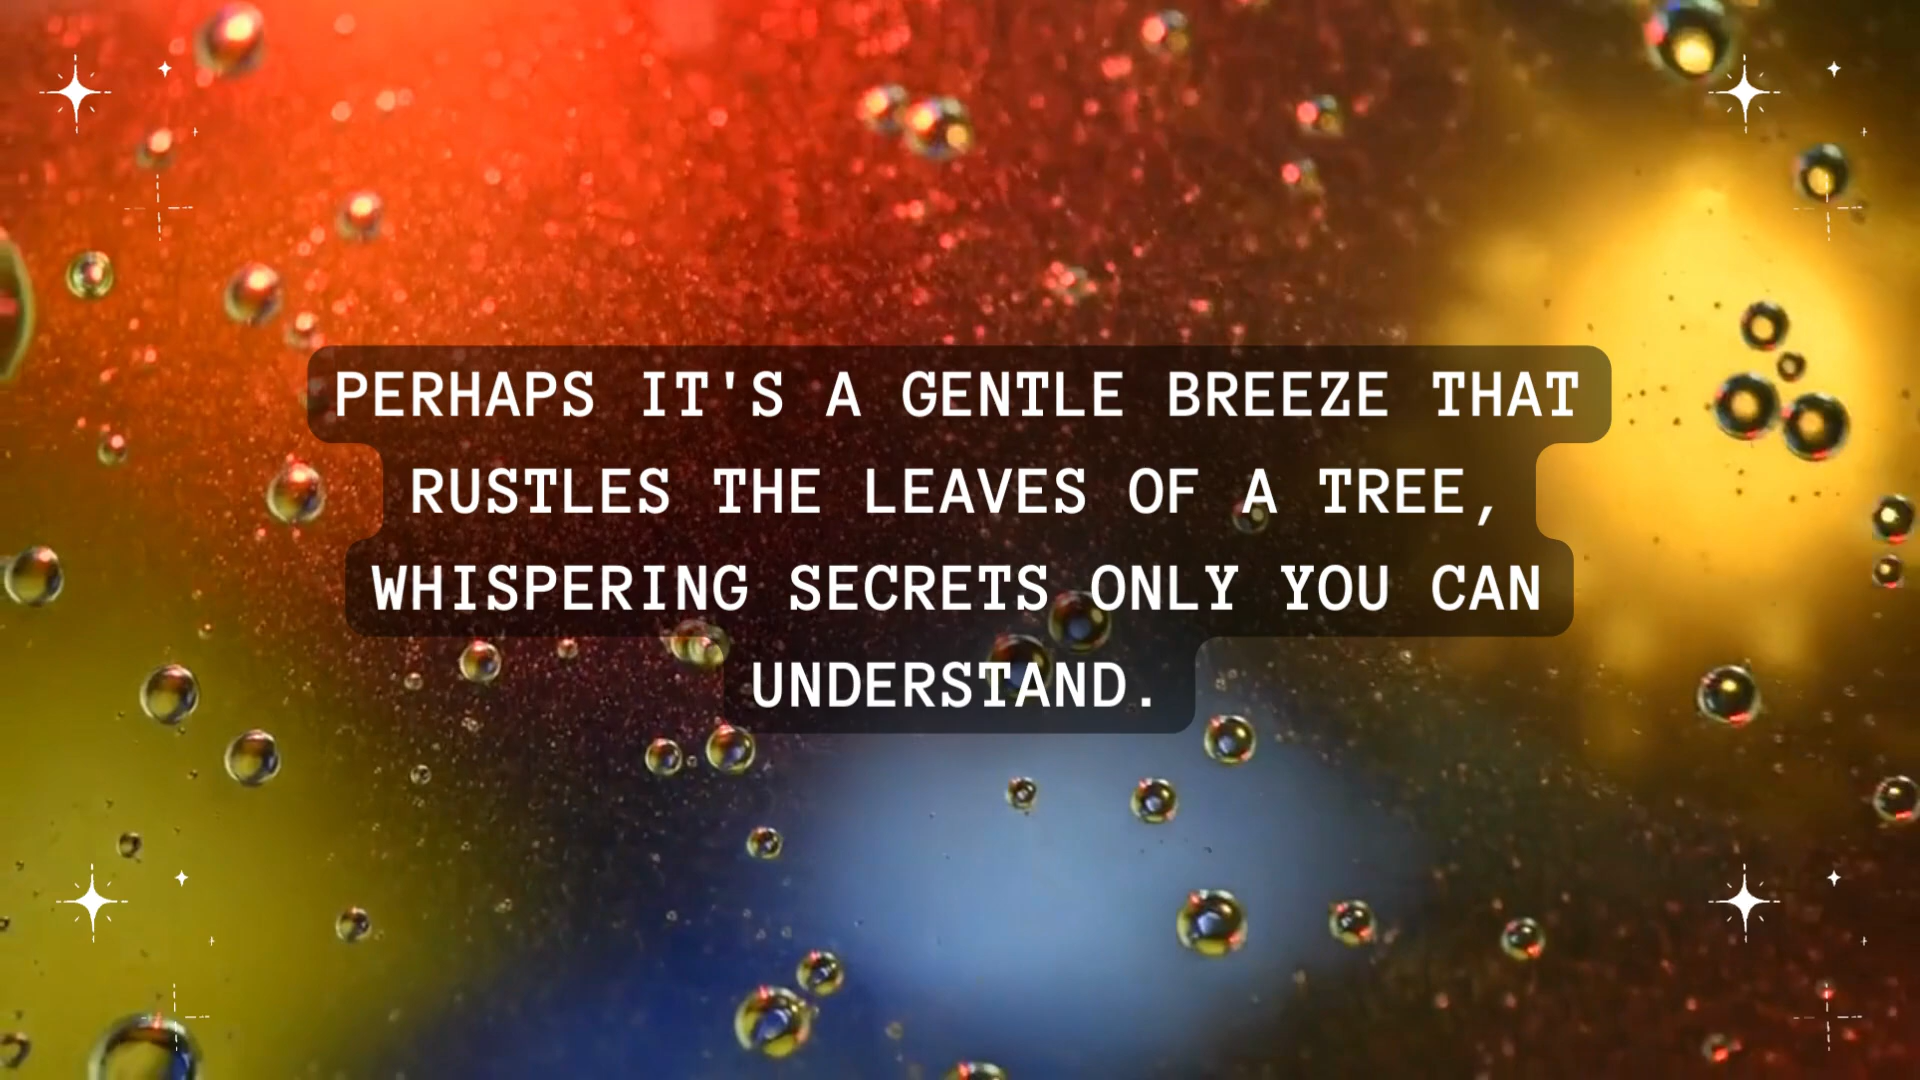 PERHAPS IT'S A GENTLE BREEZE THAT
RUSTLES THE LEAVES OF A TREE,
WHISPERING SECRETS ONLY YOU CAN
UNDERSTAND.